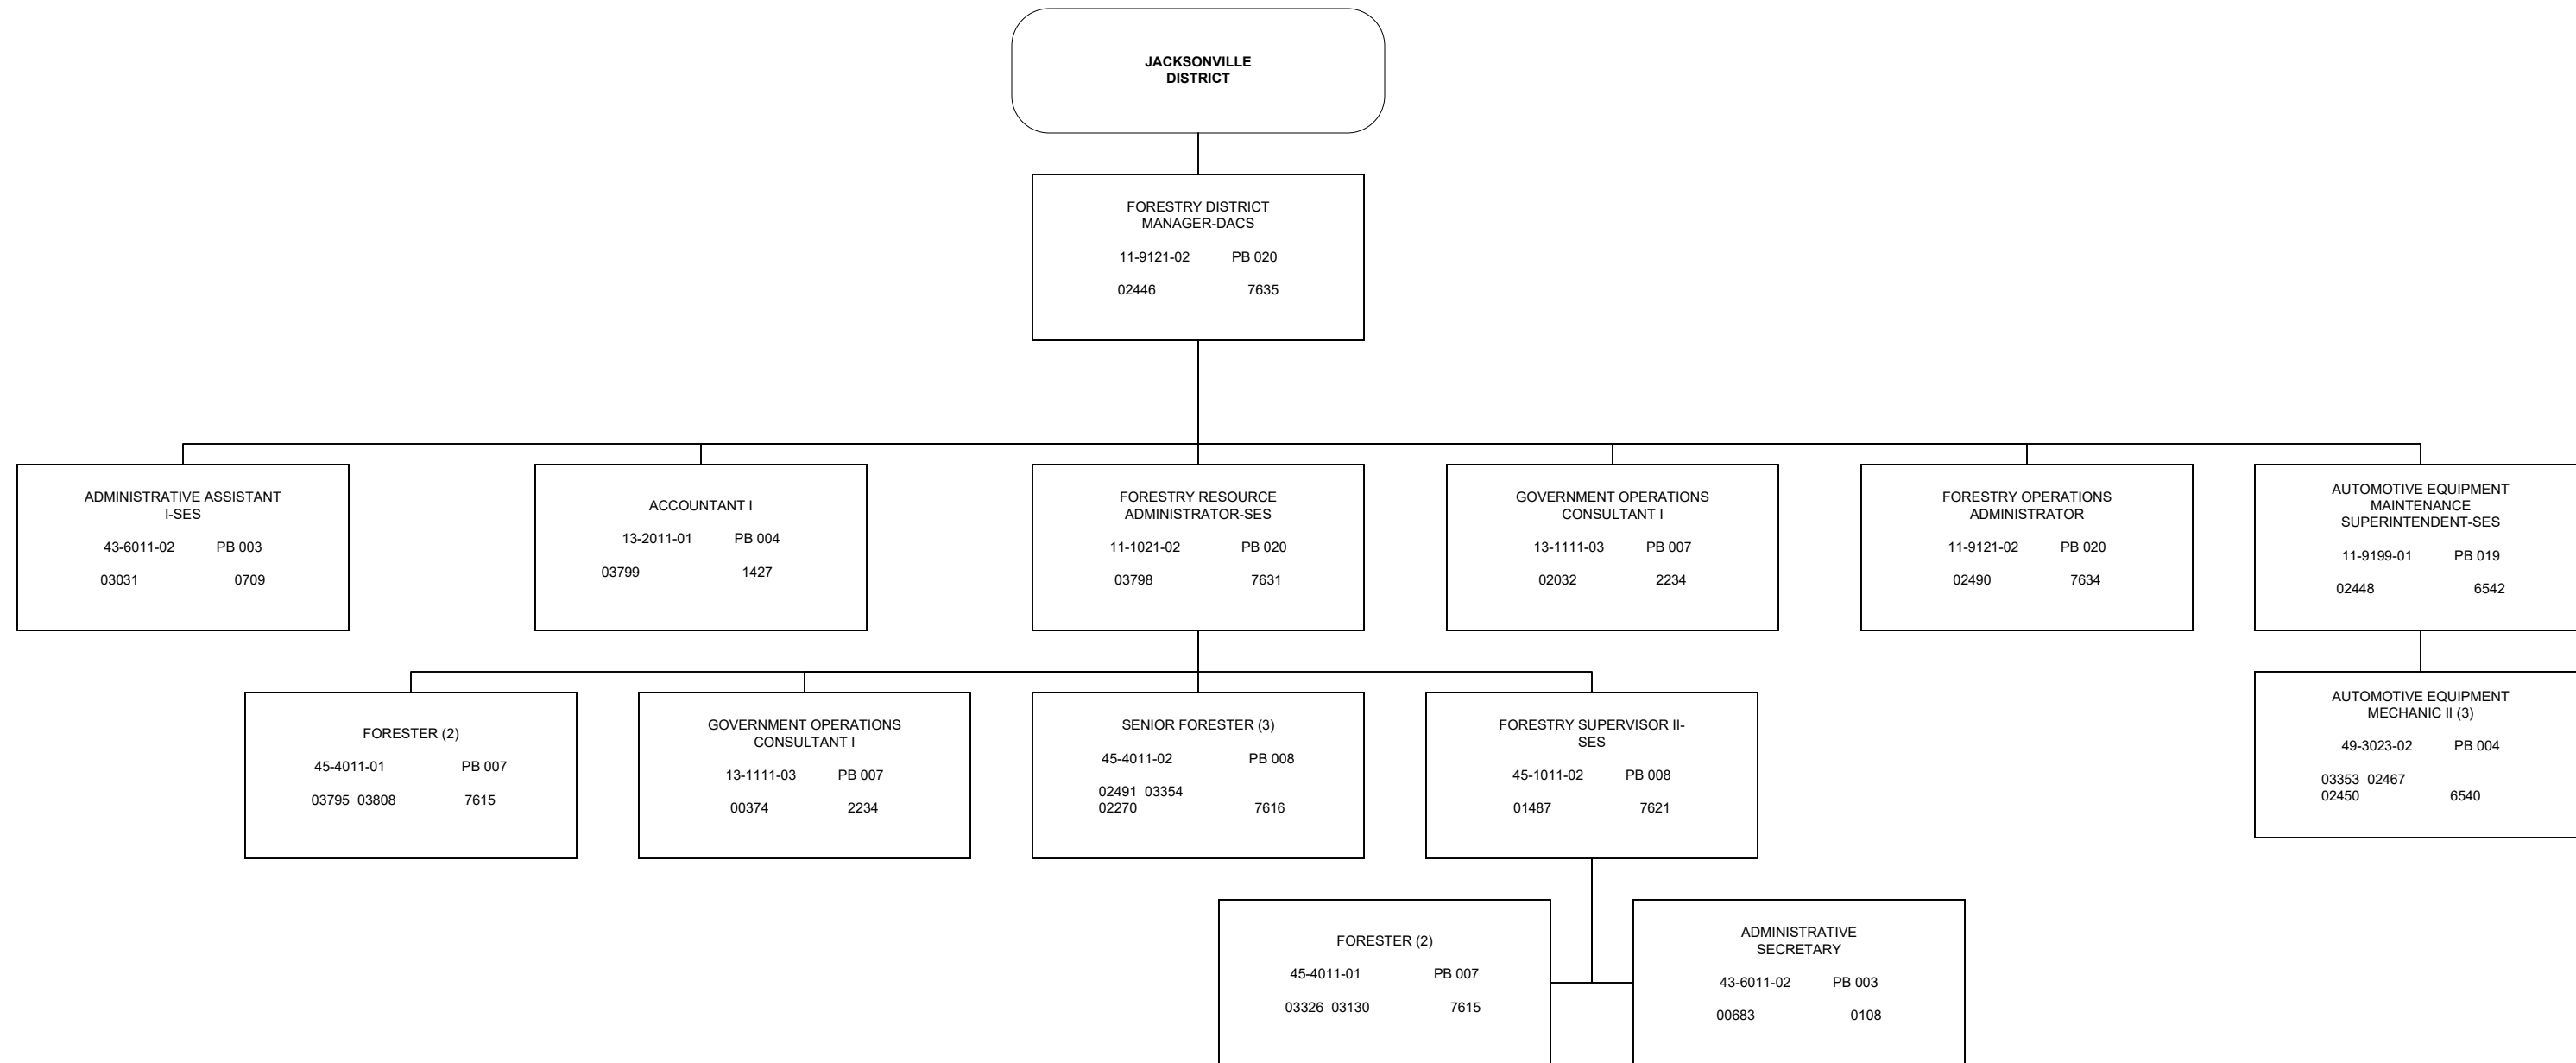 JACKSONVILLE
DISTRICT
FORESTRY DISTRICT
MANAGER-DACS
11-9121-02 PB 020
02446 7635
ADMINISTRATIVE ASSISTANT
I-SES
43-6011-02 PB 003
03031 0709
ACCOUNTANT I
13-2011-01 PB 004
03799 1427
FORESTRY RESOURCE
ADMINISTRATOR-SES
11-1021-02 PB 020
03798 7631
GOVERNMENT OPERATIONS
CONSULTANT I
13-1111-03 PB 007
02032 2234
FORESTRY OPERATIONS
ADMINISTRATOR
11-9121-02 PB 020
02490 7634
AUTOMOTIVE EQUIPMENT
MAINTENANCE
SUPERINTENDENT-SES
11-9199-01 PB 019
02448 6542
FORESTER (2)
45-4011-01 PB 007
03795 03808 7615
GOVERNMENT OPERATIONS
CONSULTANT I
13-1111-03 PB 007
00374 2234
SENIOR FORESTER (3)
45-4011-02 PB 008
02491 03354
02270 7616
FORESTRY SUPERVISOR II-
SES
45-1011-02 PB 008
01487 7621
AUTOMOTIVE EQUIPMENT
MECHANIC II (3)
49-3023-02 PB 004
03353 02467
02450 6540
FORESTER (2)
45-4011-01 PB 007
03326 03130 7615
ADMINISTRATIVE
SECRETARY
43-6011-02 PB 003
00683 0108